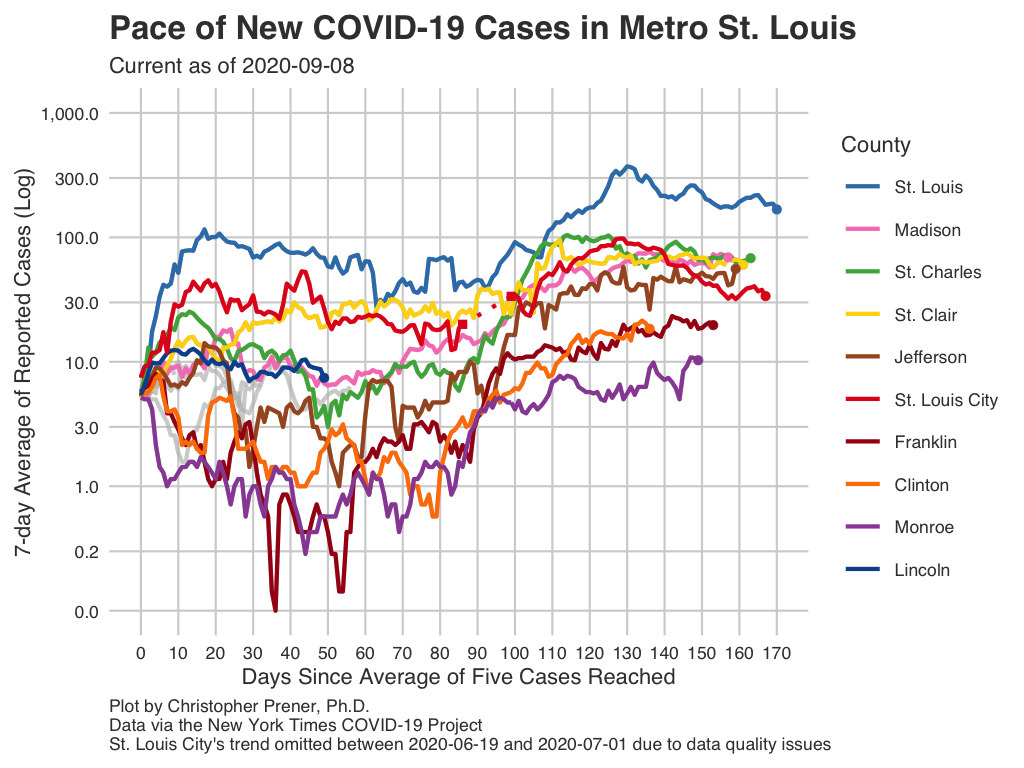 Pace of New COVID-19 Cases in Metro St. Louis
Current as of 2020-09-08
7-day Average of Reported Cases (Log)
1,000.0
300.0
100.0
30.0
10.0
3.0
1.0
0.2
0.0
0 10 20 30 40 50 60 70 80 90 100 110 120 130 140 150 160 170
Days Since Average of Five Cases Reached
County
St. Louis
Madison
St. Charles
St. Clair
Jefferson
St. Louis City
Franklin
Clinton
Monroe
Lincoln
Plot by Christopher Prener, Ph.D.
Data via the New York Times COVID-19 Project
St. Louis City's trend omitted between 2020-06-19 and 2020-07-01 due to data quality issues